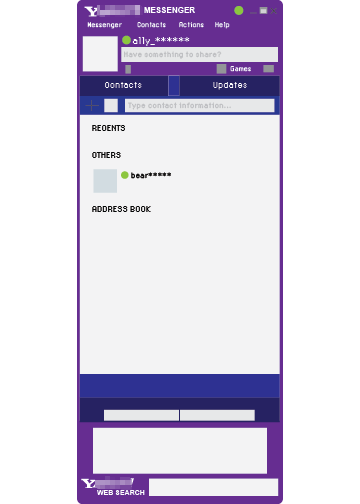 Y MESSENGER
Messenger Contacts Actions Help
a11y_******
Have something to share?
Games
Contacts Updates
Type contact information...
RECENTS
OTHERS
bear*****
ADDRESS BOOK
Y
WEB SEARCH